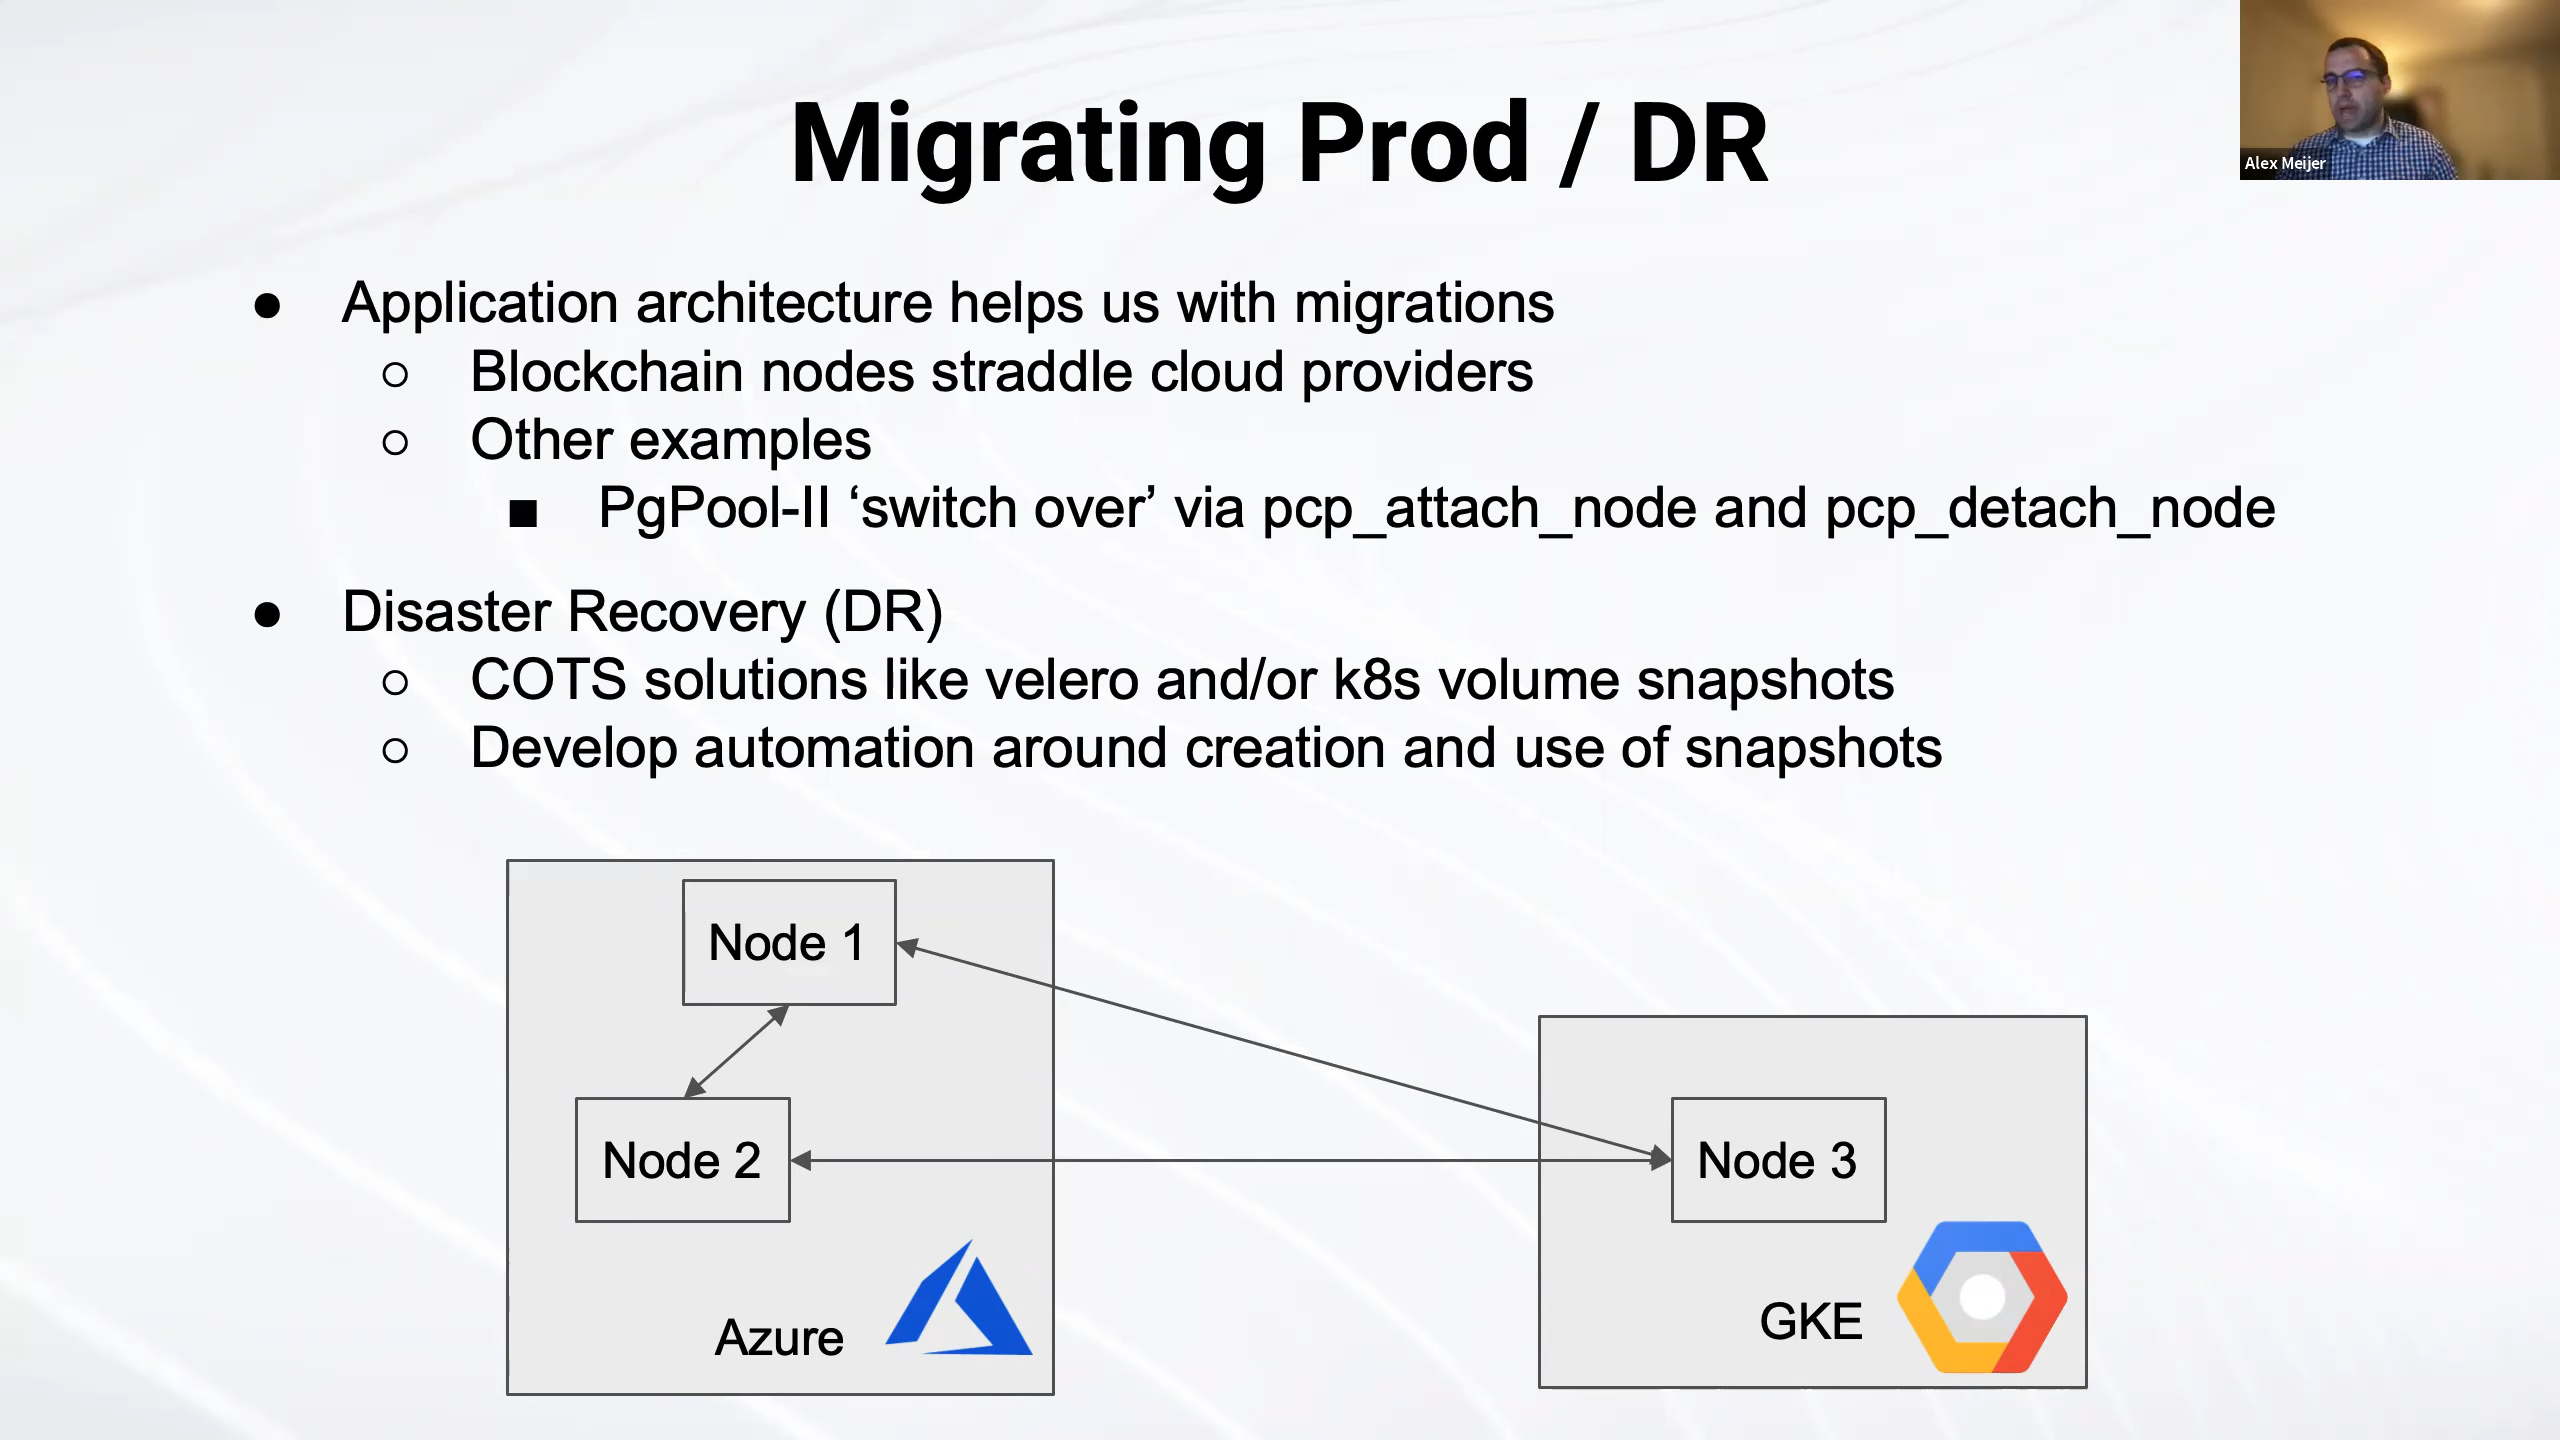 Migrating Prod / DR
Alex Meijer
● Application architecture helps us with migrations
○ Blockchain nodes straddle cloud providers
○ Other examples
■ PgPool-II ‘switch over’ via pcp_attach_node and pcp_detach_node
● Disaster Recovery (DR)
○ COTS solutions like velero and/or k8s volume snapshots
○ Develop automation around creation and use of snapshots
Node 1
Node 2
Azure
Node 3
GKE